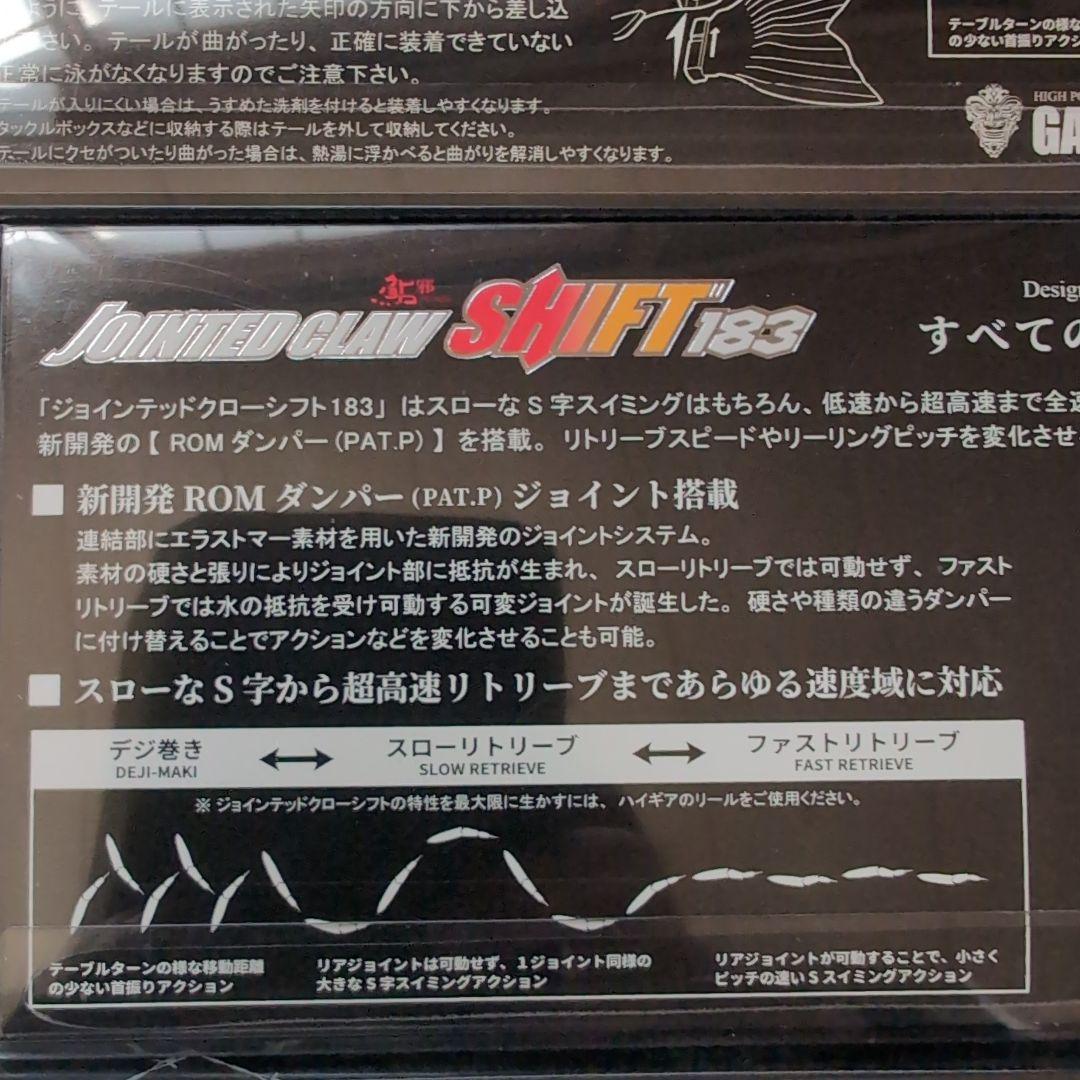 ように、テールに表示された矢印の方向に下から差し込
さい。テールが曲がったり、正確に装着できていない
正常に泳がなくなりますのでご注意下さい。
テールが入りにくい場合は、うすめた洗剤を付けると装着しやすくなります。
タックルボックスなどに収納する際はテールを外して収納してください。
テールにクセがついたり曲がった場合は、熱湯に浮かべると曲がりを解消しやすくなります。
テーブルターンの様な
の少ない首振りアクシ
HIGH PO
GA
鮎邪
JOINTED CLAW SHIFT 183
Design
すべての
「ジョインテッドクローシフト183」はスローなS字スイミングはもちろん、低速から超高速まで全速
新開発の【 ROMダンパー(PAT.P) 】を搭載。リトリーブスピードやリーリングピッチを変化させ
■ 新開発 ROM ダンパー (PAT.P) ジョイント搭載
連結部にエラストマー素材を用いた新開発のジョイントシステム。
素材の硬さと張りによりジョイント部に抵抗が生まれ、スローリトリーブでは可動せず、ファスト
リトリーブでは水の抵抗を受け可動する可変ジョイントが誕生した。硬さや種類の違うダンパー
に付け替えることでアクションなどを変化させることも可能。
■ スローなS字から超高速リトリーブまであらゆる速度域に対応
デジ巻き ↔ スローリトリーブ ↔ ファストリトリーブ
DEJI-MAKI SLOW RETRIEVE FAST RETRIEVE
※ ジョインテッドクローシフトの特性を最大限に生かすには、ハイギアのリールをご使用ください。
テーブルターンの様な移動距離
の少ない首振りアクション
リアジョイントは可動せず、1ジョイント同様の
大きなS字スイミングアクション
リアジョイントが可動することで、小さく
ピッチの速いSスイミングアクション